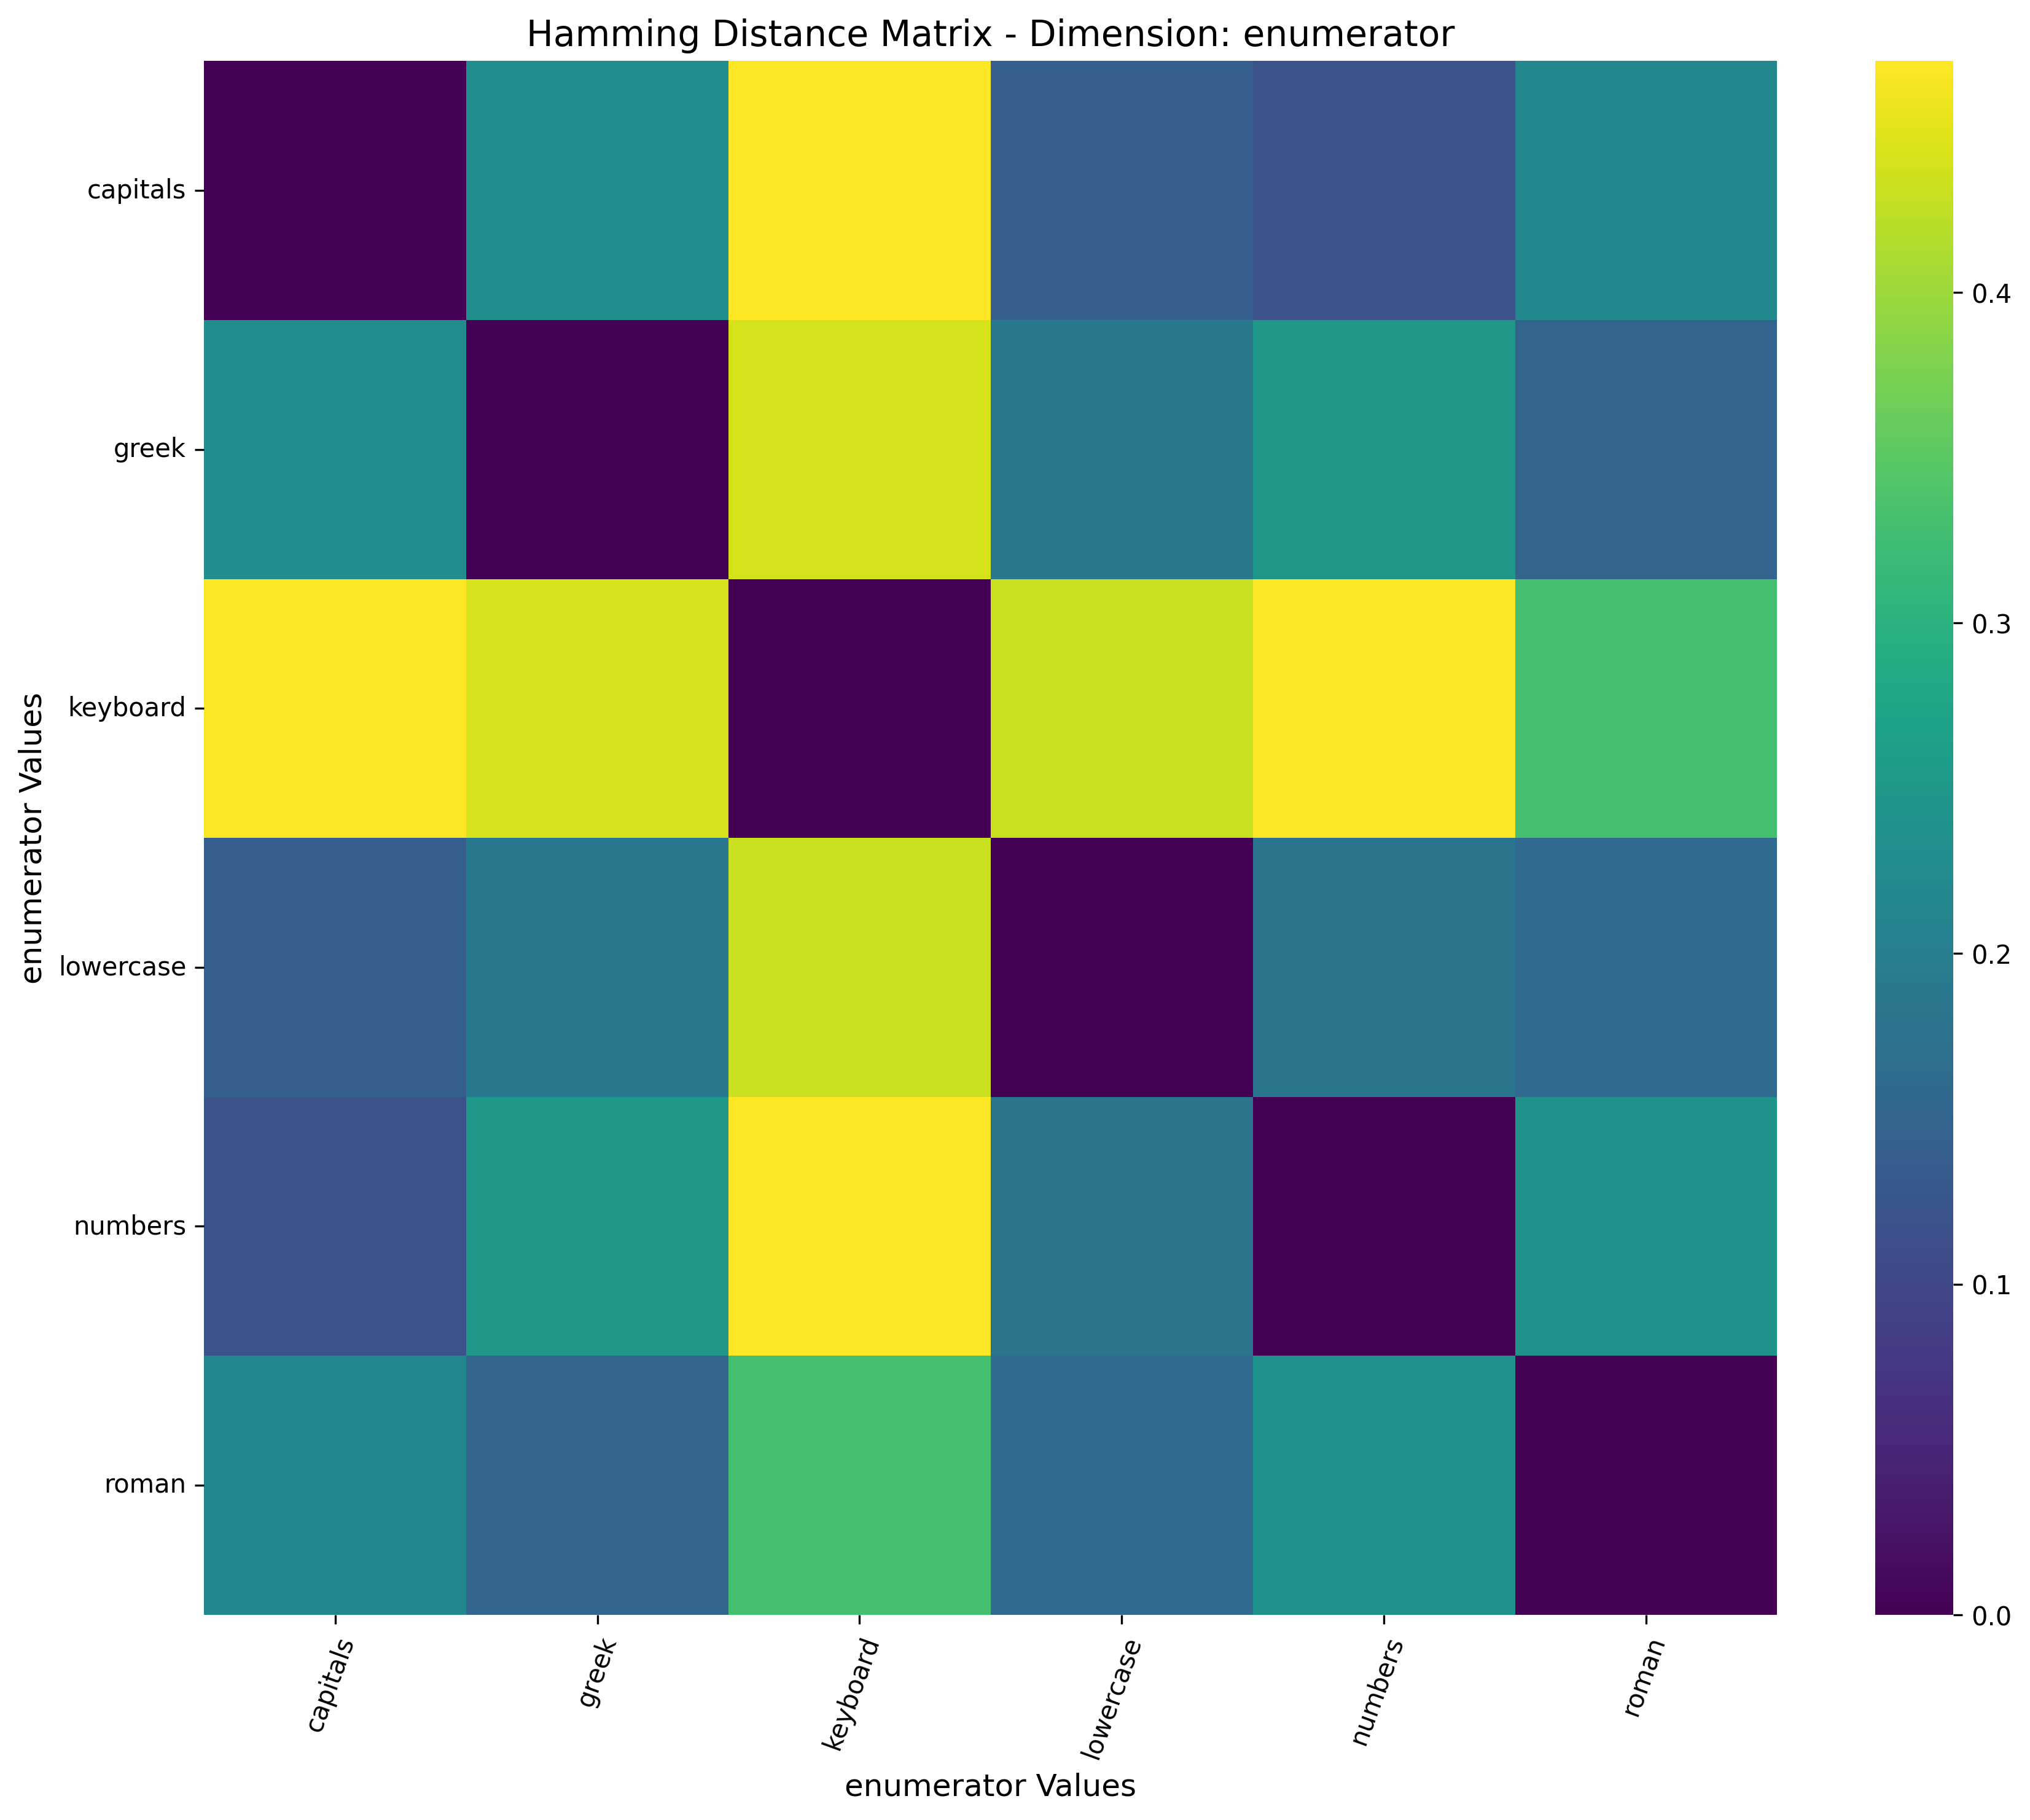 Hamming Distance Matrix - Dimension: enumerator
enumerator Values
capitals
greek
keyboard
lowercase
numbers
roman
capitals
greek
keyboard
lowercase
numbers
roman
enumerator Values
0.4
0.3
0.2
0.1
0.0